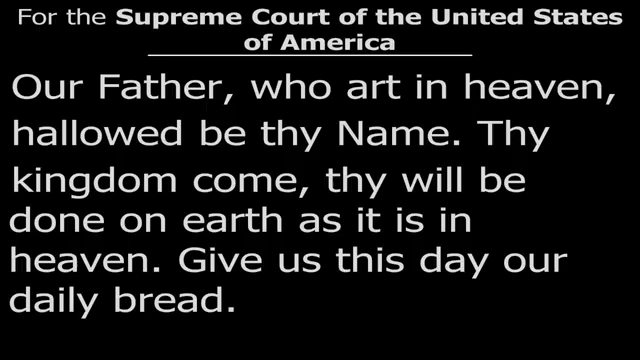 For the Supreme Court of the United States
of America
Our Father, who art in heaven,
hallowed be thy Name. Thy
kingdom come, thy will be
done on earth as it is in
heaven. Give us this day our
daily bread.